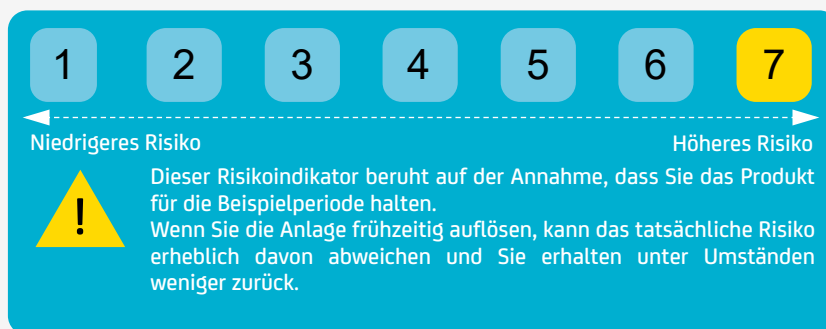 1 2 3 4 5 6 7
Niedrigeres Risiko Höheres Risiko
!
Dieser Risikoindikator beruht auf der Annahme, dass Sie das Produkt
für die Beispielperiode halten.
Wenn Sie die Anlage frühzeitig auflösen, kann das tatsächliche Risiko
erheblich davon abweichen und Sie erhalten unter Umständen
weniger zurück.